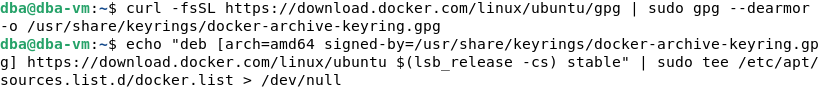 dba@dba-vm:~$ curl -fsSL https://download.docker.com/linux/ubuntu/gpg | sudo gpg --dearmor
-o /usr/share/keyrings/docker-archive-keyring.gpg
dba@dba-vm:~$ echo "deb [arch=amd64 signed-by=/usr/share/keyrings/docker-archive-keyring.gp
g] https://download.docker.com/linux/ubuntu $(lsb_release -cs) stable" | sudo tee /etc/apt/
sources.list.d/docker.list > /dev/null